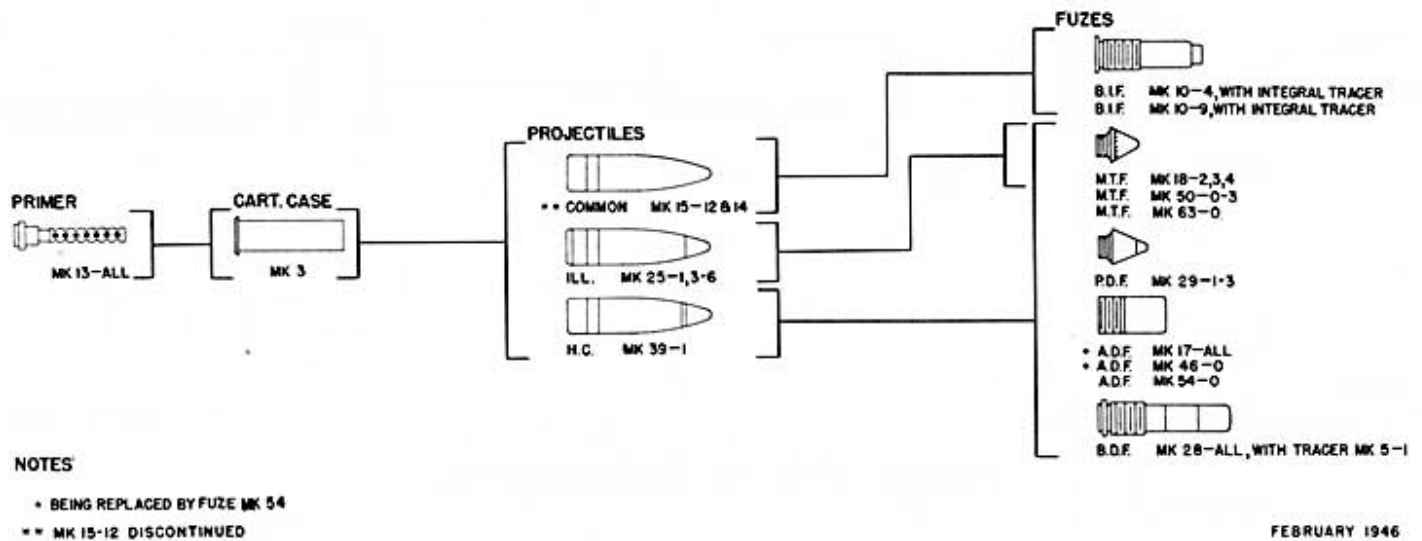 PRIMER
MK 13-ALL
CART. CASE
MK 3
PROJECTILES
** COMMON MK 15-12 & 14
ILL. MK 25-1,3-6
H.C. MK 39-1
FUZES
B.I.F. MK 10-4, WITH INTEGRAL TRACER
B.I.F. MK 10-9, WITH INTEGRAL TRACER
M.T.F. MK 18-2,3,4
M.T.F. MK 50-0-3
M.T.F. MK 63-0
P.D.F. MK 29-1-3
* A.D.F. MK 17-ALL
* A.D.F. MK 46-0
A.D.F. MK 54-0
B.D.F. MK 28-ALL, WITH TRACER MK 5-1
NOTES
* BEING REPLACED BY FUZE MK 54
** MK 15-12 DISCONTINUED
FEBRUARY 1946